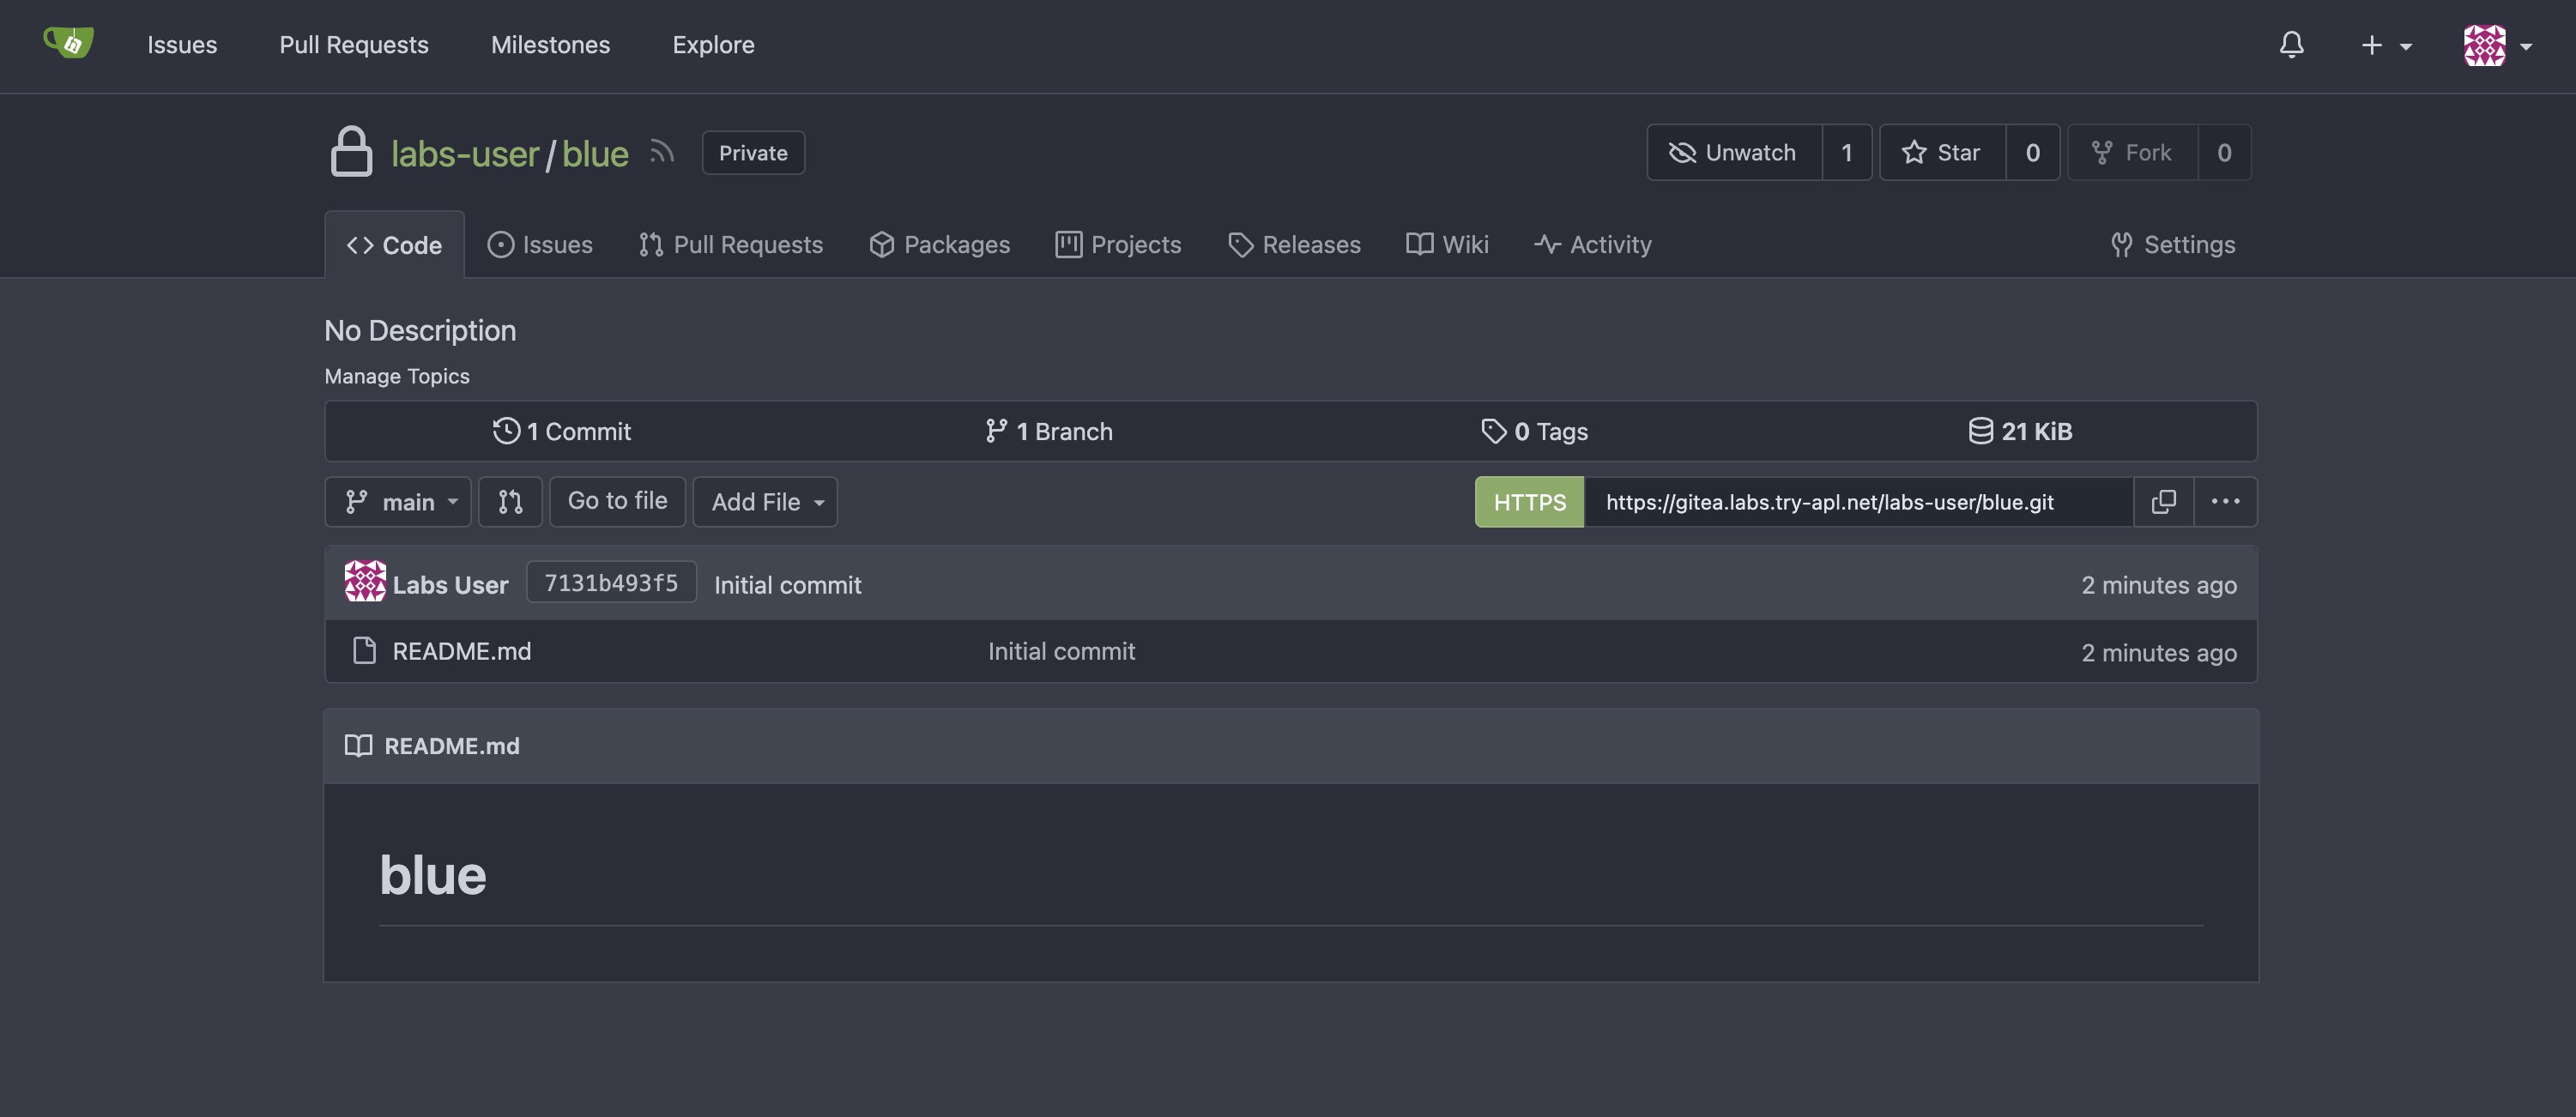 Issues Pull Requests Milestones Explore
labs-user/blue Private Unwatch 1 Star 0 Fork 0
Code Issues Pull Requests Packages Projects Releases Wiki Activity Settings
No Description
Manage Topics
1 Commit 1 Branch 0 Tags 21 KiB
main Go to file Add File HTTPS https://gitea.labs.try-apl.net/labs-user/blue.git
Labs User 7131b493f5 Initial commit 2 minutes ago
README.md Initial commit 2 minutes ago
README.md
blue